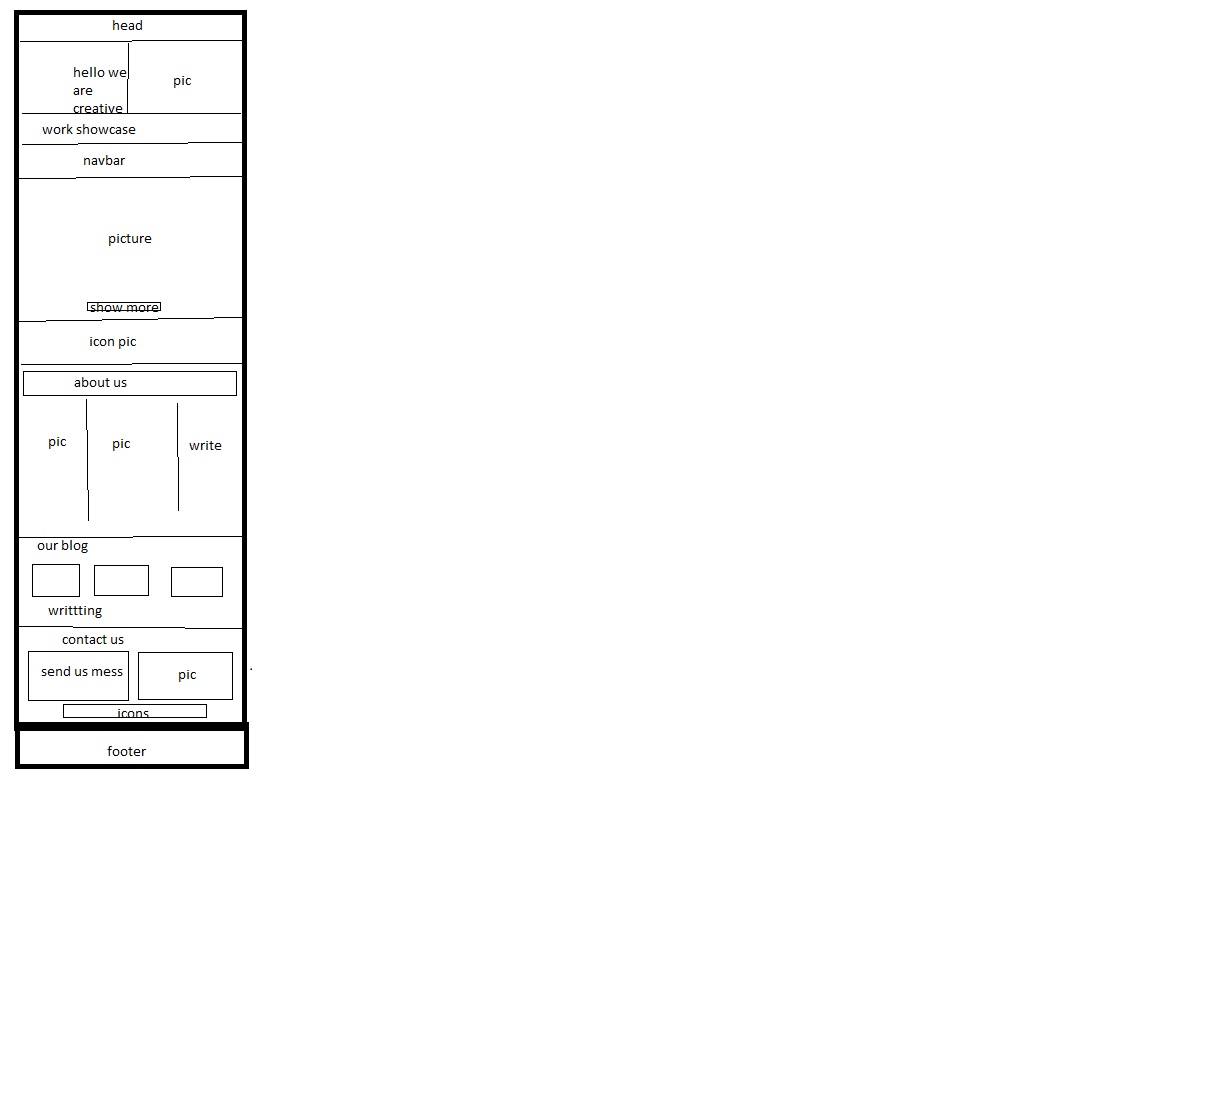 head
hello we
are
creative
pic
work showcase
navbar
picture
show more
icon pic
about us
pic
pic
write
our blog
writtting
contact us
send us mess
pic
icons
footer